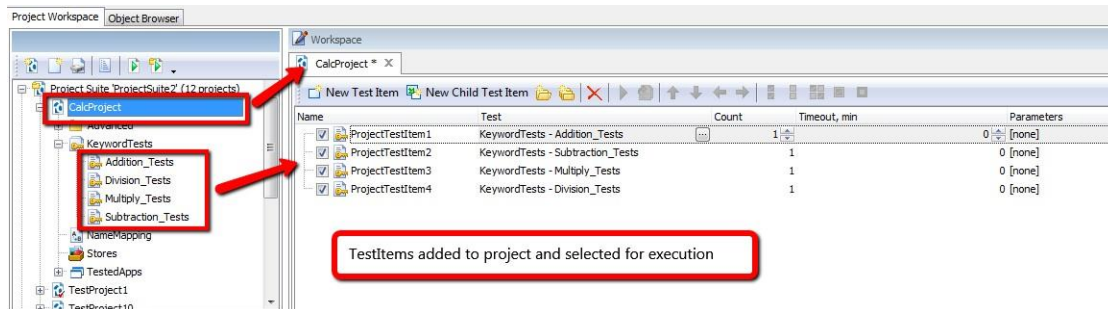 Project Workspace Object Browser
Workspace
CalcProject * X
Project Suite 'ProjectSuite2' (12 projects)
New Test Item New Child Test Item
CalcProject
Name Test Count Timeout, min Parameters
Advanced
ProjectTestItem1 KeywordTests - Addition_Tests ... 1 0 [none]
KeywordTests
ProjectTestItem2 KeywordTests - Subtraction_Tests 1 0 [none]
Addition_Tests
ProjectTestItem3 KeywordTests - Multiply_Tests 1 0 [none]
Division_Tests
ProjectTestItem4 KeywordTests - Division_Tests 1 0 [none]
Multiply_Tests
Subtraction_Tests
NameMapping
Stores
TestItems added to project and selected for execution
TestedApps
TestProject1
TestProject10